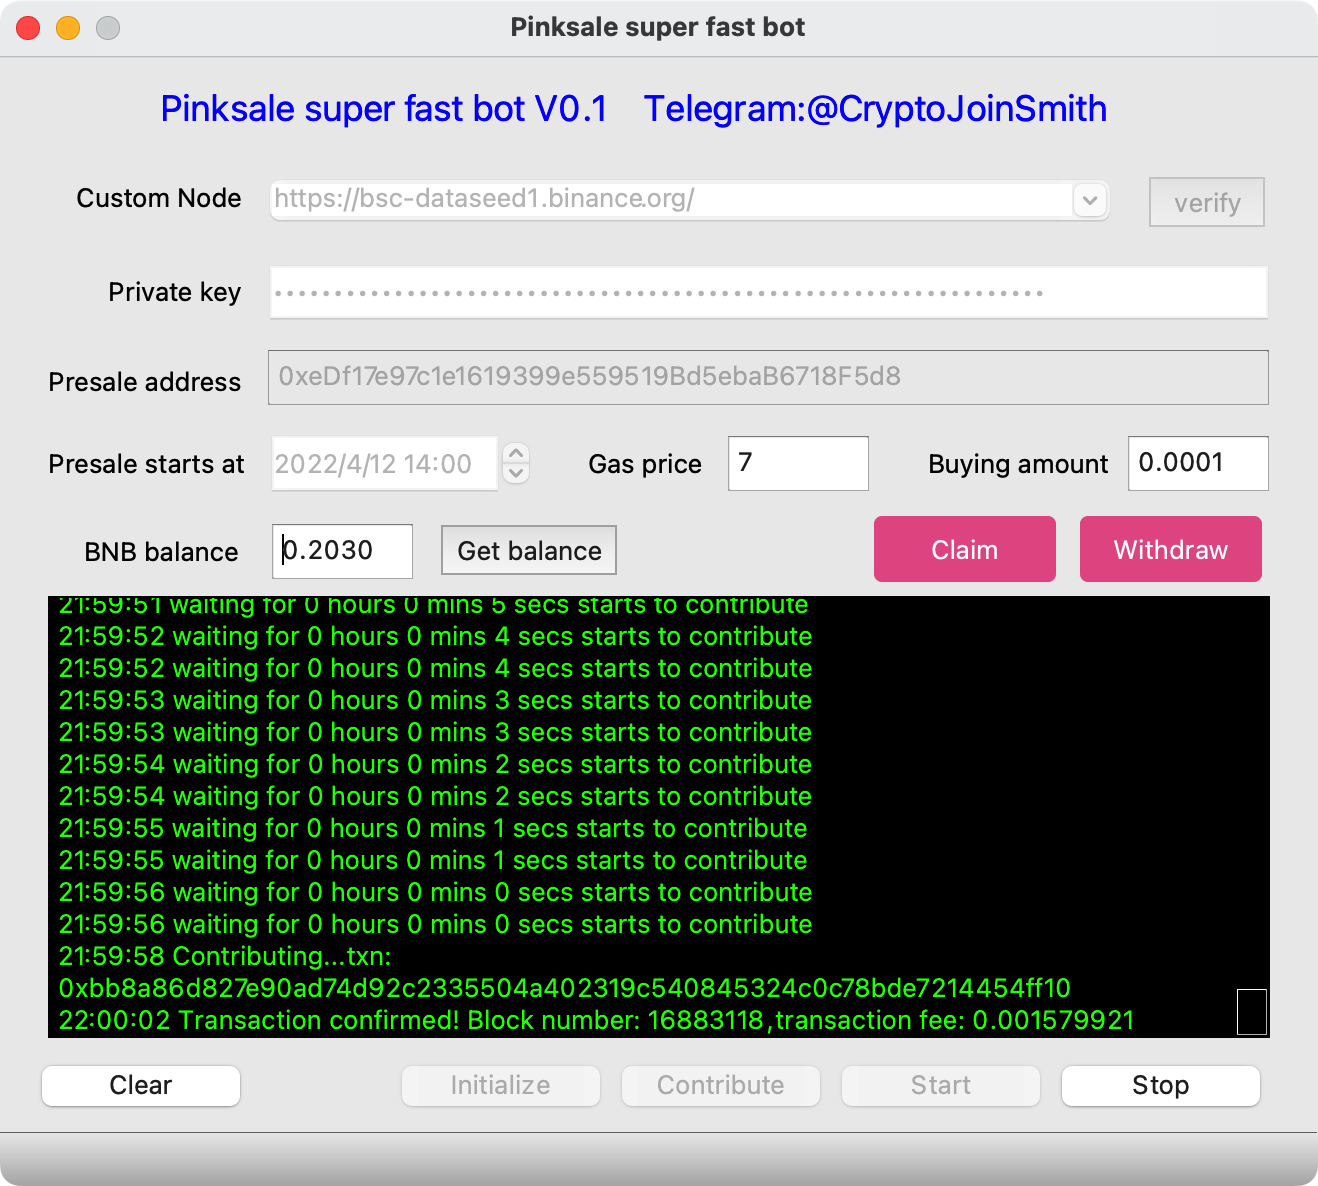 Pinksale super fast bot
Pinksale super fast bot V0.1 Telegram:@CryptoJoinSmith
Custom Node https://bsc-dataseed1.binance.org/ verify
Private key ••••••••••••••••••••••••••••••••••••••••••••••••••••••••••••••••
Presale address 0xeDf17e97c1e1619399e559519Bd5ebaB6718F5d8
Presale starts at 2022/4/12 14:00 Gas price 7 Buying amount 0.0001
BNB balance 0.2030 Get balance Claim Withdraw
21:59:51 waiting for 0 hours 0 mins 5 secs starts to contribute
21:59:52 waiting for 0 hours 0 mins 4 secs starts to contribute
21:59:52 waiting for 0 hours 0 mins 4 secs starts to contribute
21:59:53 waiting for 0 hours 0 mins 3 secs starts to contribute
21:59:53 waiting for 0 hours 0 mins 3 secs starts to contribute
21:59:54 waiting for 0 hours 0 mins 2 secs starts to contribute
21:59:54 waiting for 0 hours 0 mins 2 secs starts to contribute
21:59:55 waiting for 0 hours 0 mins 1 secs starts to contribute
21:59:55 waiting for 0 hours 0 mins 1 secs starts to contribute
21:59:56 waiting for 0 hours 0 mins 0 secs starts to contribute
21:59:56 waiting for 0 hours 0 mins 0 secs starts to contribute
21:59:58 Contributing...txn:
0xbb8a86d827e90ad74d92c2335504a402319c540845324c0c78bde7214454ff10
22:00:02 Transaction confirmed! Block number: 16883118,transaction fee: 0.001579921
Clear Initialize Contribute Start Stop